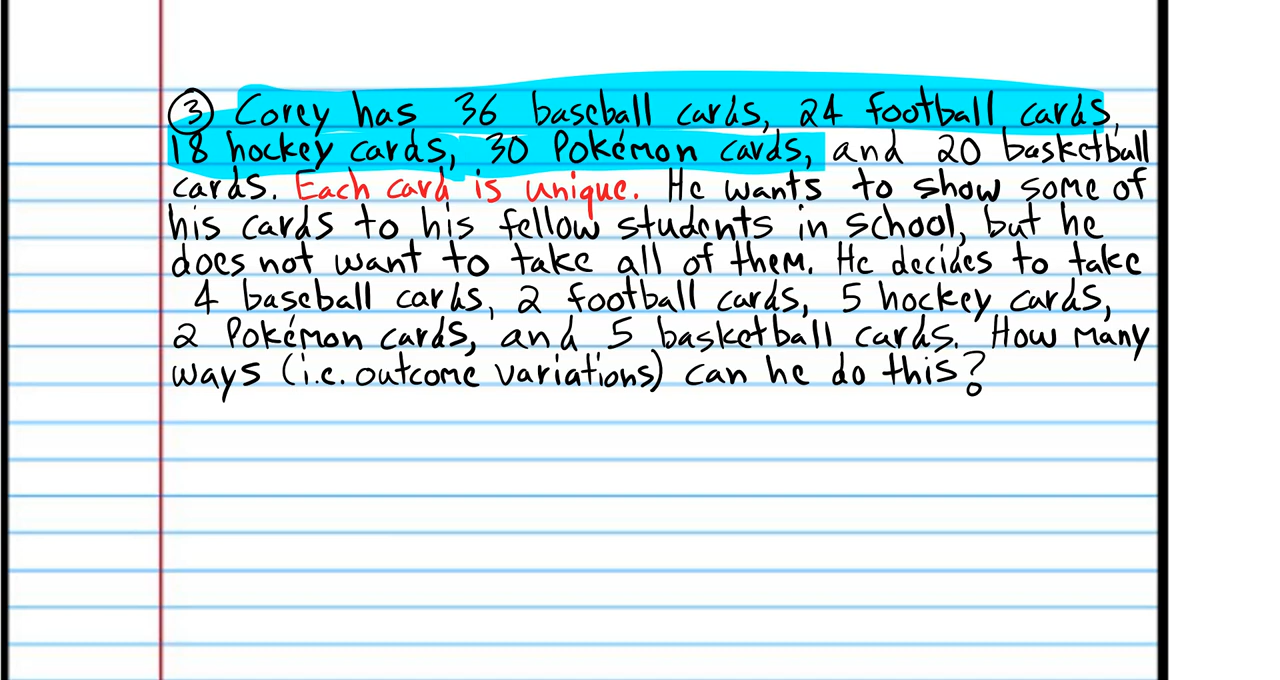 ③ Corey has 36 baseball cards, 24 football cards,
18 hockey cards, 30 Pokémon cards, and 20 basketball
cards. Each card is unique. He wants to show some of
his cards to his fellow students in school, but he
does not want to take all of them. He decides to take
4 baseball cards, 2 football cards, 5 hockey cards,
2 Pokémon cards, and 5 basketball cards. How many
ways (i.e. outcome variations) can he do this?